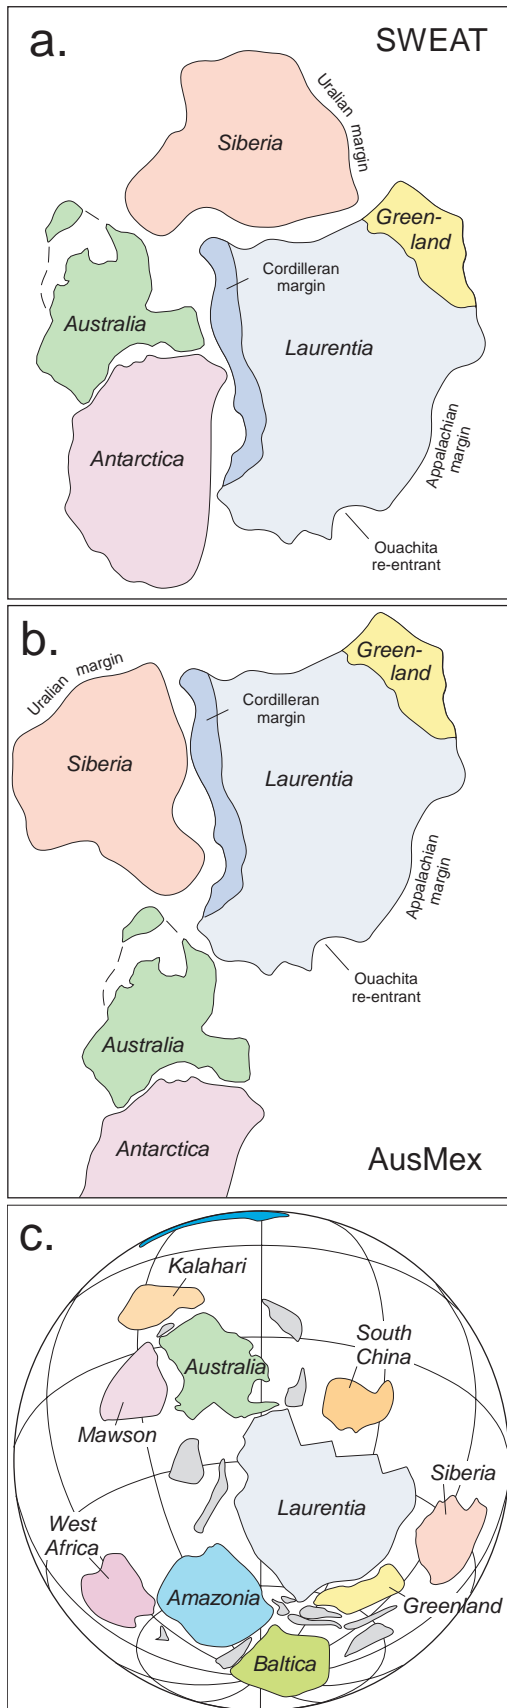 a.
SWEAT
Uralian margin
Siberia
Green-
land
Cordilleran
margin
Australia
Laurentia
Antarctica
Appalachian
margin
Ouachita
re-entrant
b.
Uralian margin
Green-
land
Cordilleran
margin
Siberia
Laurentia
Appalachian
margin
Ouachita
re-entrant
Australia
Antarctica
AusMex
c.
Kalahari
South
China
Australia
Mawson
Siberia
Laurentia
West
Africa
Amazonia
Greenland
Baltica